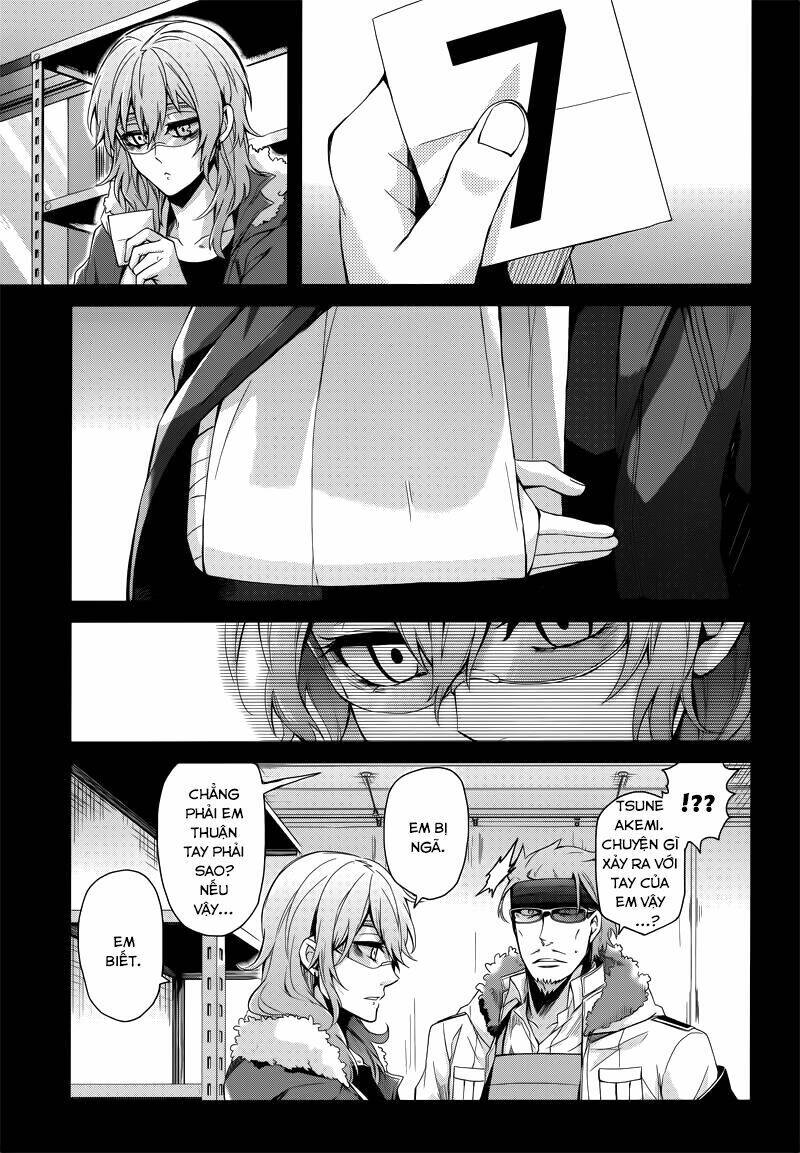 7
!??
TSUNE
AKEMI.
CHUYỆN GÌ
XẢY RA VỚI
TAY CỦA
EM VẬY
...?
EM BỊ
NGÃ.
CHẲNG
PHẢI EM
THUẬN
TAY PHẢI
SAO?
NẾU
VẬY...
EM
BIẾT.